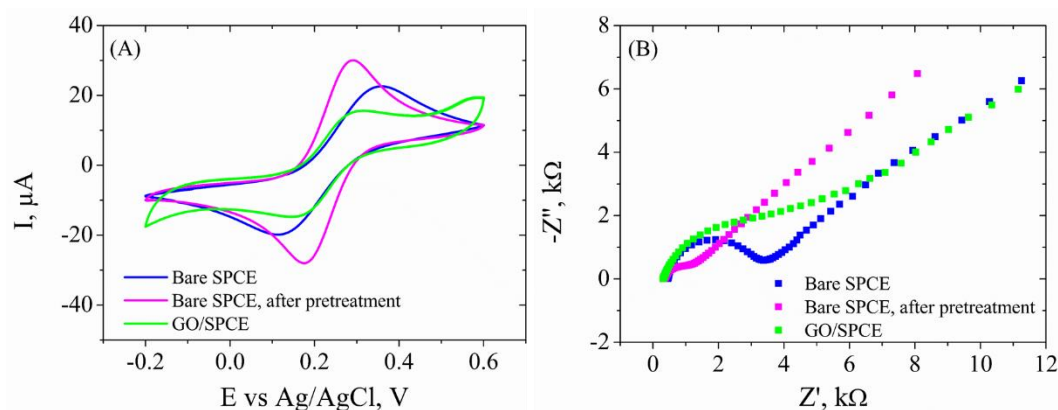 (A)
40
20
0
-20
-40
I, µA
Bare SPCE
Bare SPCE, after pretreatment
GO/SPCE
-0.2 0.0 0.2 0.4 0.6
E vs Ag/AgCl, V
(B)
8
6
4
2
0
-2
-Z", kΩ
Bare SPCE
Bare SPCE, after pretreatment
GO/SPCE
0 2 4 6 8 10 12
Z', kΩ